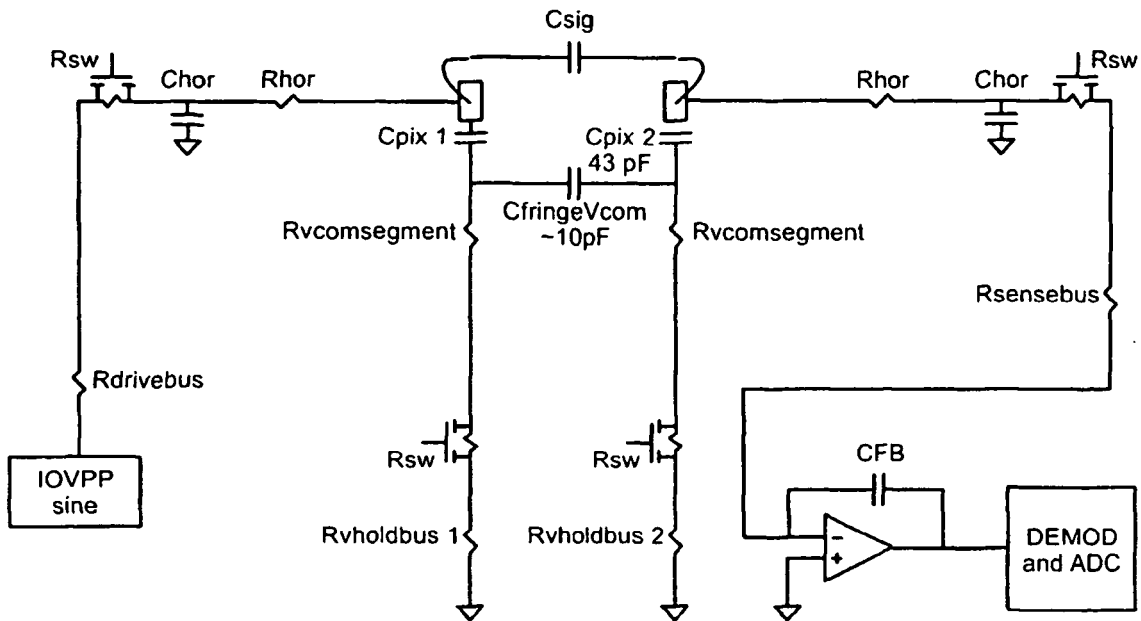 Csig
Rsw
Chor
Rhor
Rhor
Chor
Rsw
Cpix 1
Cpix 2
43 pF
CfringeVcom
~10pF
Rvcomsegment
Rvcomsegment
Rsensebus
Rdrivebus
IOVPP
sine
Rsw
Rsw
CFB
Rvholdbus 1
Rvholdbus 2
−
+
DEMOD
and ADC